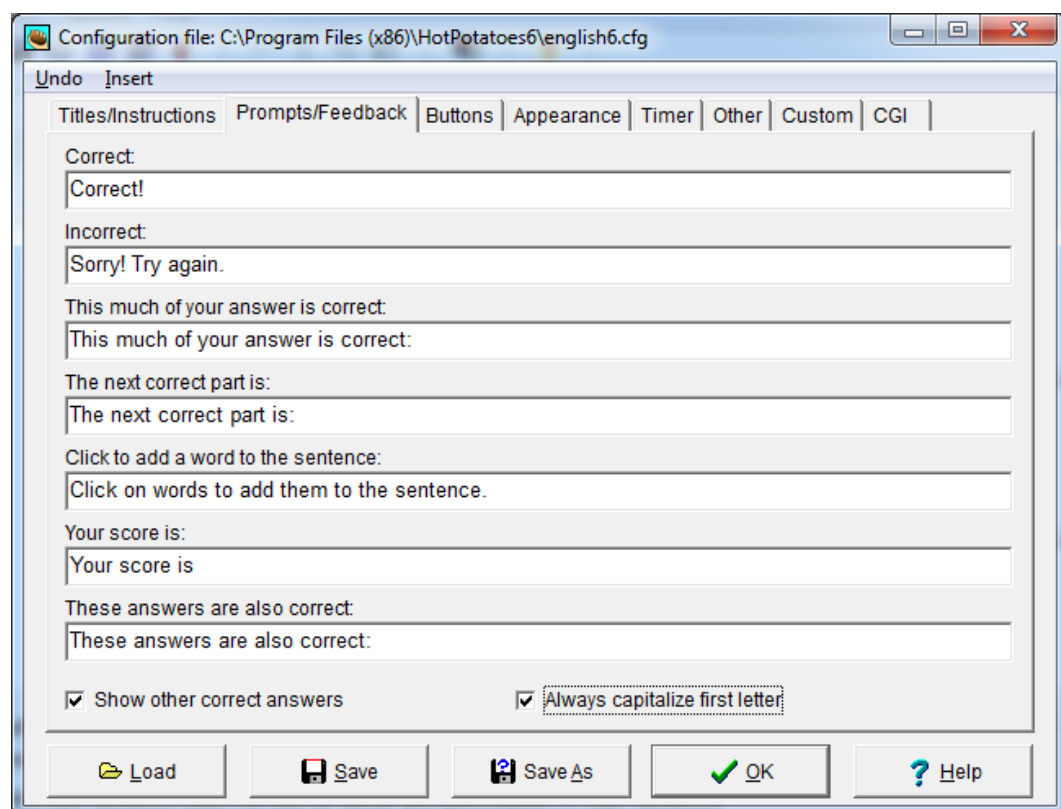 Configuration file: C:\Program Files (x86)\HotPotatoes6\english6.cfg
Undo Insert
Titles/Instructions Prompts/Feedback Buttons Appearance Timer Other Custom CGI
Correct:
Correct!
Incorrect:
Sorry! Try again.
This much of your answer is correct:
This much of your answer is correct:
The next correct part is:
The next correct part is:
Click to add a word to the sentence:
Click on words to add them to the sentence.
Your score is:
Your score is
These answers are also correct:
These answers are also correct:
Show other correct answers Always capitalize first letter
Load Save Save As OK Help